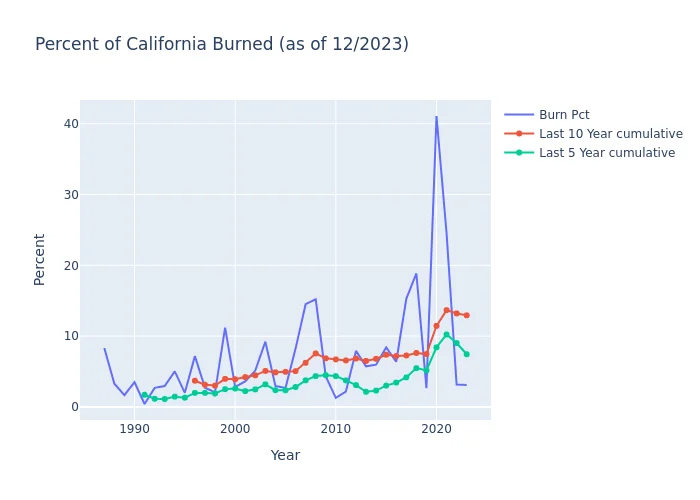 Percent of California Burned (as of 12/2023)
Burn Pct
Last 10 Year cumulative
Last 5 Year cumulative
Percent
40
30
20
10
0
1990
2000
2010
2020
Year